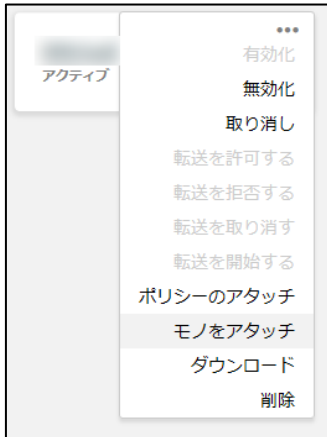 •••
有効化
アクティブ
無効化
取り消し
転送を許可する
転送を拒否する
転送を取り消す
転送を開始する
ポリシーのアタッチ
モノをアタッチ
ダウンロード
削除